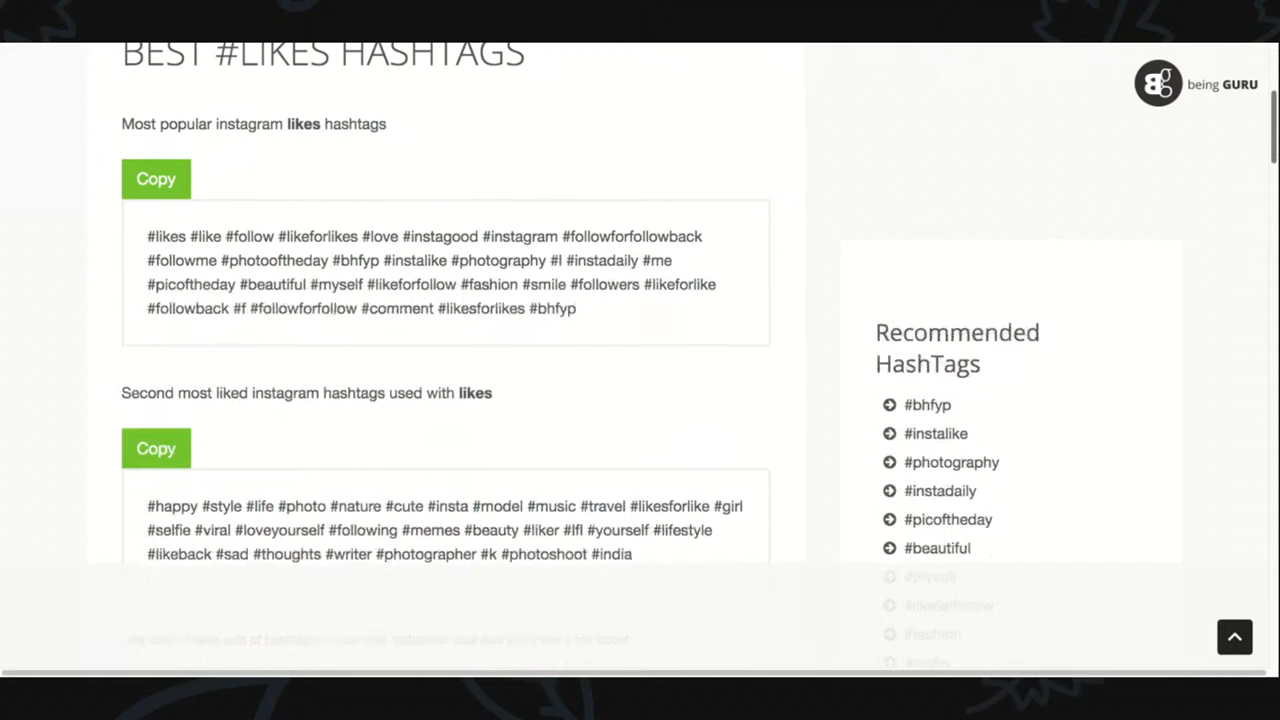 BEST #LIKES HASHTAGS
being GURU
Most popular instagram likes hashtags
Copy
#likes #like #follow #likeforlikes #love #instagood #instagram #followforfollowback
#followme #photooftheday #bhfyp #instalike #photography #l #instadaily #me
#picoftheday #beautiful #myself #likeforfollow #fashion #smile #followers #likeforlike
#followback #f #followforfollow #comment #likesforlikes #bhfyp
Second most liked instagram hashtags used with likes
Copy
#happy #style #life #photo #nature #cute #insta #model #music #travel #likesforlike #girl
#selfie #viral #loveyourself #following #memes #beauty #liker #lfl #yourself #lifestyle
#likeback #sad #thoughts #writer #photographer #k #photoshoot #india
Recommended
HashTags
#bhfyp
#instalike
#photography
#instadaily
#picoftheday
#beautiful